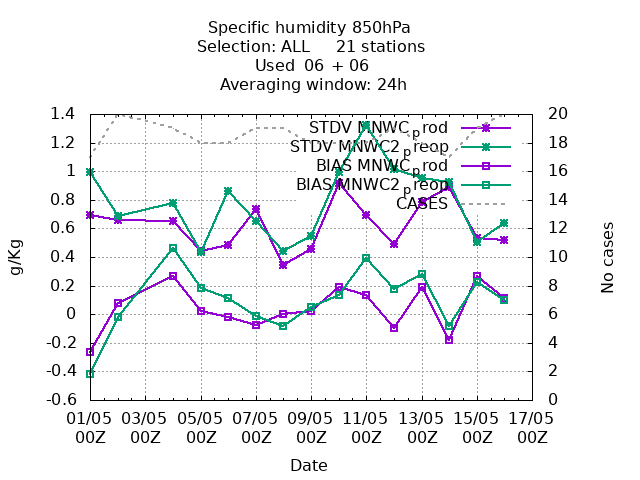 Specific humidity 850hPa
Selection: ALL 21 stations
Used 06 + 06
Averaging window: 24h
STDV MNWC_prod
STDV MNWC2_preop
BIAS MNWC_prod
BIAS MNWC2_preop
CASES
1.4
1.2
1
0.8
0.6
0.4
0.2
0
-0.2
-0.4
-0.6
g/Kg
20
18
16
14
12
10
8
6
4
2
0
No cases
01/05 03/05 05/05 07/05 09/05 11/05 13/05 15/05 17/05
00Z 00Z 00Z 00Z 00Z 00Z 00Z 00Z 00Z
Date